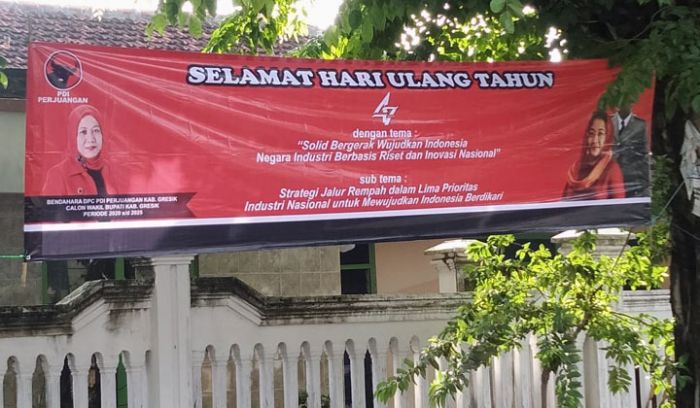 SELAMAT HARI ULANG TAHUN
PDI
PERJUANGAN
47
dengan tema :
"Solid Bergerak Wujudkan Indonesia
Negara Industri Berbasis Riset dan Inovasi Nasional"
sub tema :
Strategi Jalur Rempah dalam Lima Prioritas
Industri Nasional untuk Mewujudkan Indonesia Berdikari
BENDAHARA DPC PDI PERJUANGAN KAB. GRESIK
CALON WAKIL BUPATI KAB. GRESIK
PERIODE 2020 s/d 2025